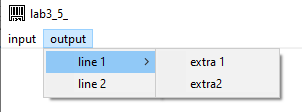 lab3_5_
input output
line 1 extra 1
line 2 extra2